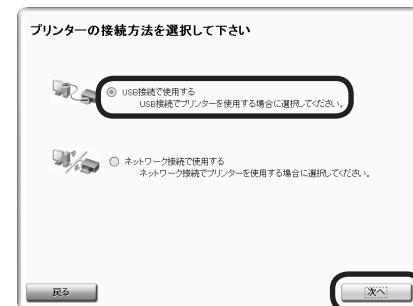 プリンターの接続方法を選択して下さい
USB接続で使用する
USB接続でプリンターを使用する場合に選択してください。
ネットワーク接続で使用する
ネットワーク接続でプリンターを使用する場合に選択してください。
戻る
次へ